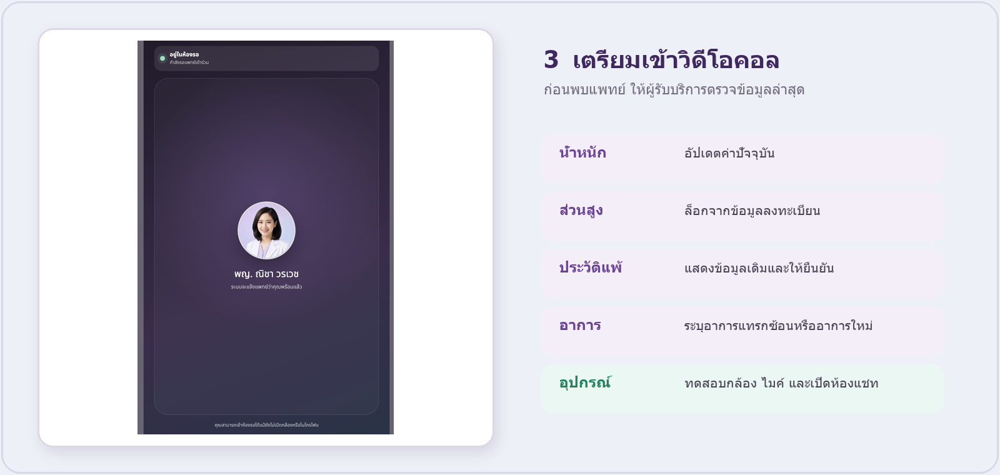 อยู่ในห้องรอ
กำลังรอแพทย์เข้าร่วม
พญ. ณิชา วรเวช
ระบบจะแจ้งแพทย์ว่าคุณพร้อมแล้ว
คุณสามารถเข้าห้องรอได้แม้ยังไม่เปิดกล้องหรือไมโครโฟน
3 เตรียมเข้าวิดีโอคอล
ก่อนพบแพทย์ ให้ผู้รับบริการตรวจข้อมูลล่าสุด
น้ำหนัก อัปเดตค่าปัจจุบัน
ส่วนสูง ล็อกจากข้อมูลลงทะเบียน
ประวัติแพ้ แสดงข้อมูลเดิมและให้ยืนยัน
อาการ ระบุอาการแทรกซ้อนหรืออาการใหม่
อุปกรณ์ ทดสอบกล้อง ไมค์ และเปิดห้องแชท